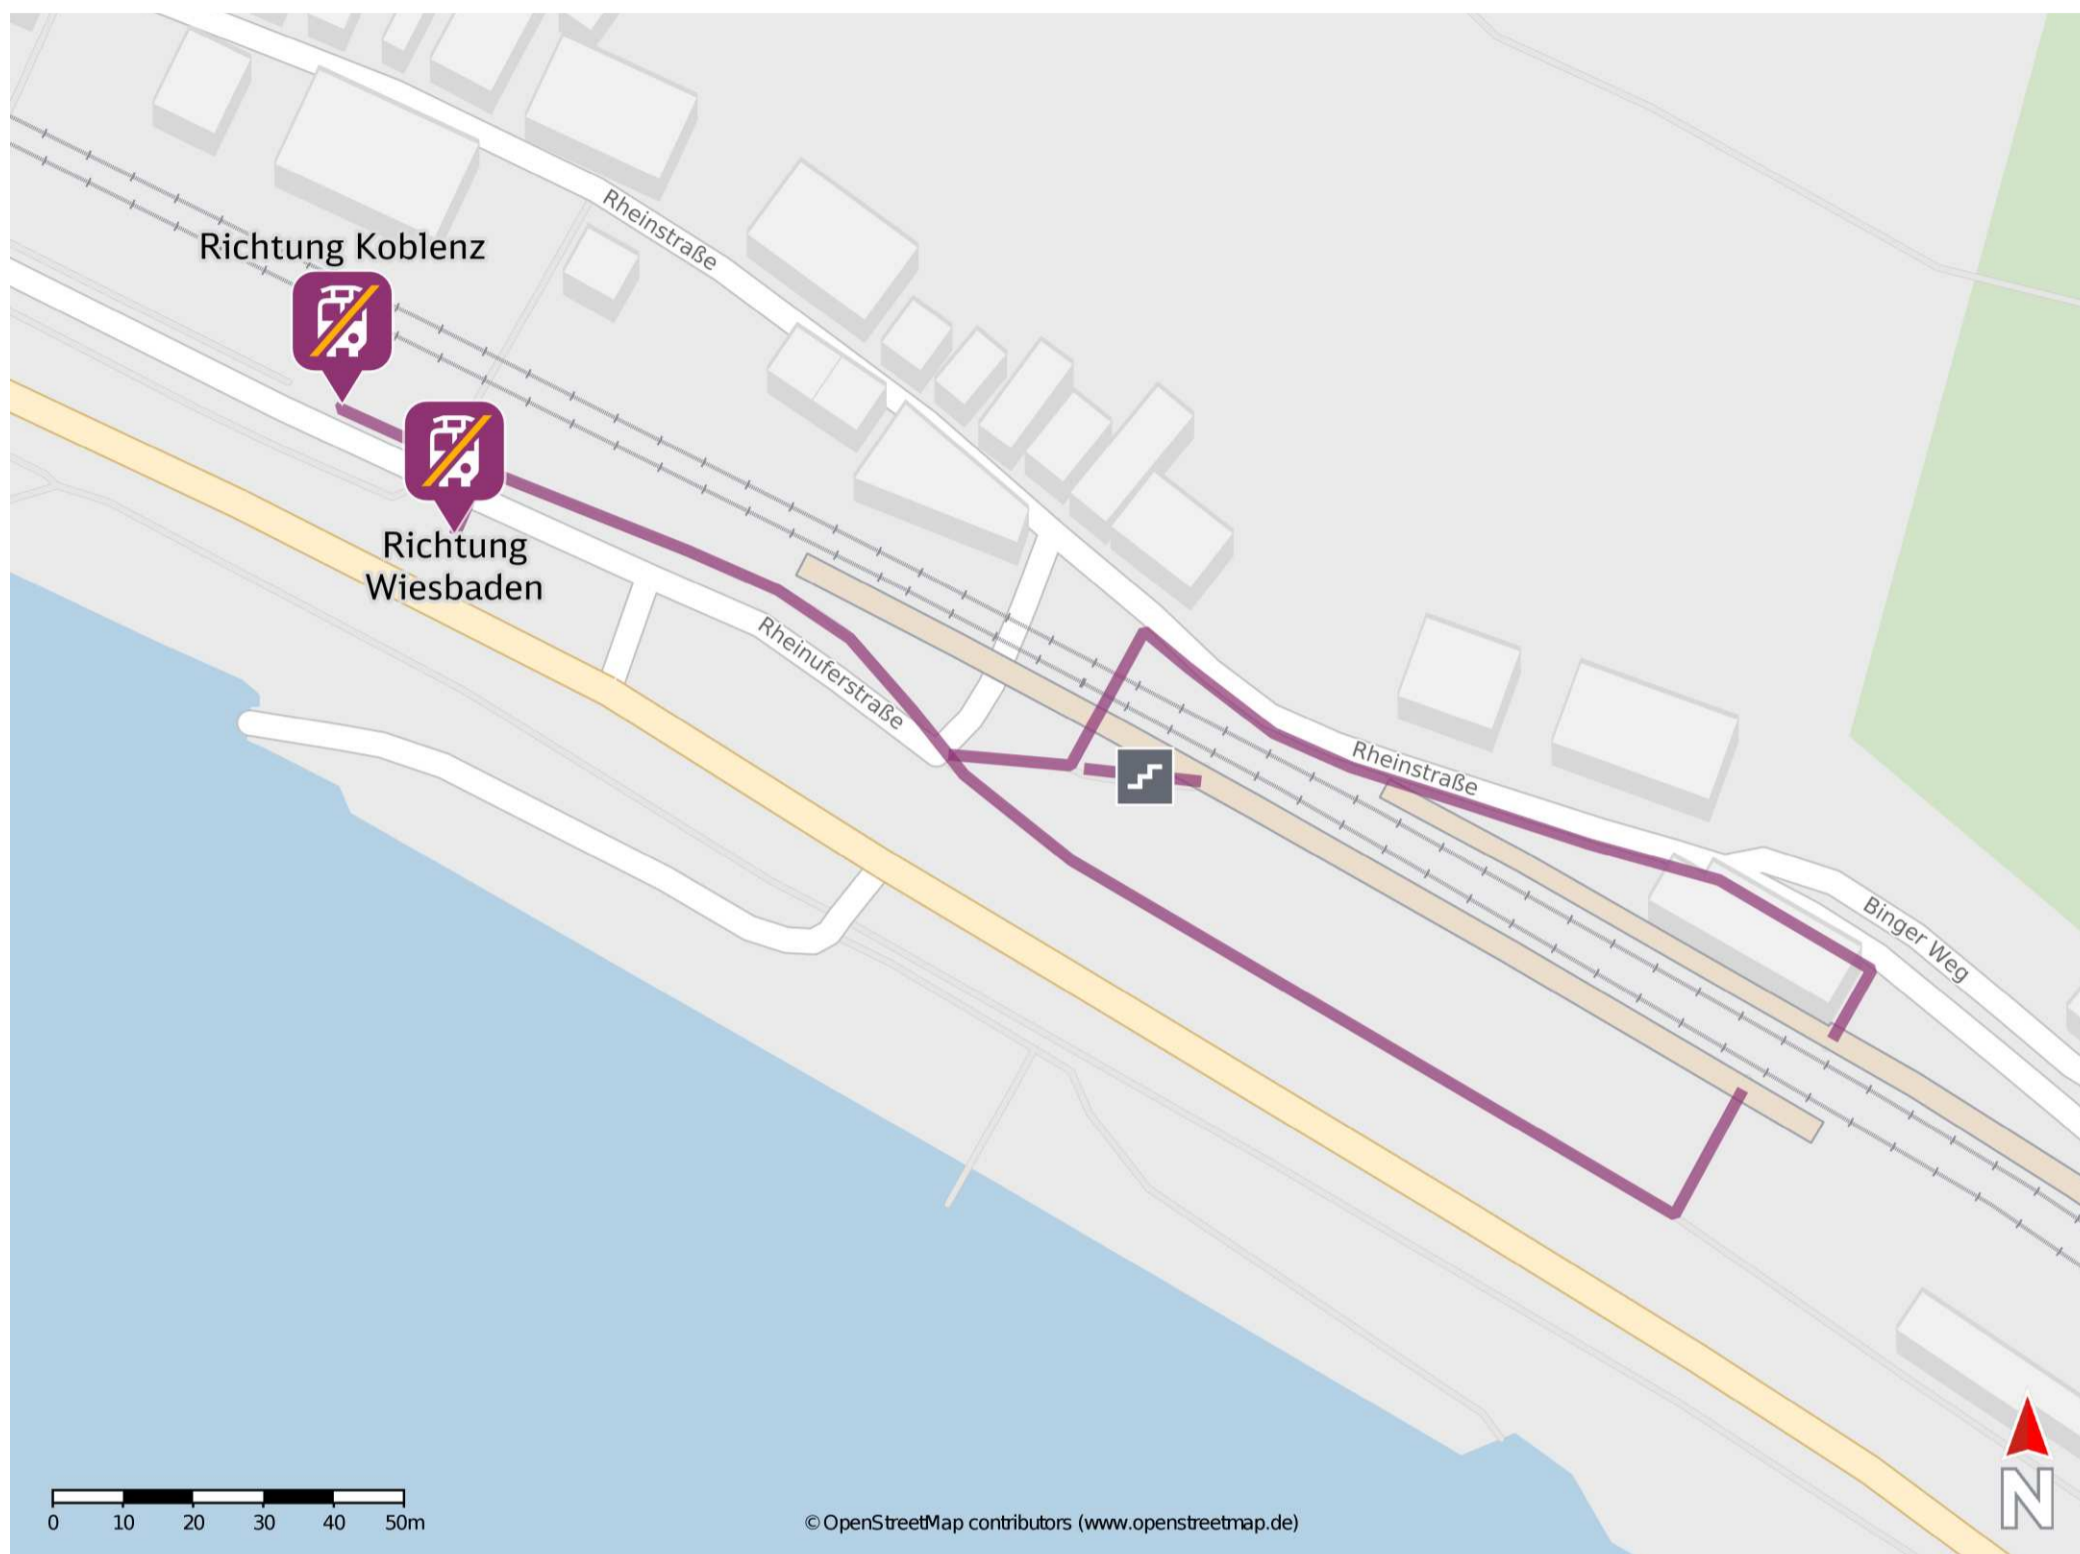 Rheinstraße
Richtung Koblenz
Richtung
Wiesbaden
Rheinuferstraße
Rheinstraße
Binger Weg
N
0 10 20 30 40 50m
© OpenStreetMap contributors (www.openstreetmap.de)